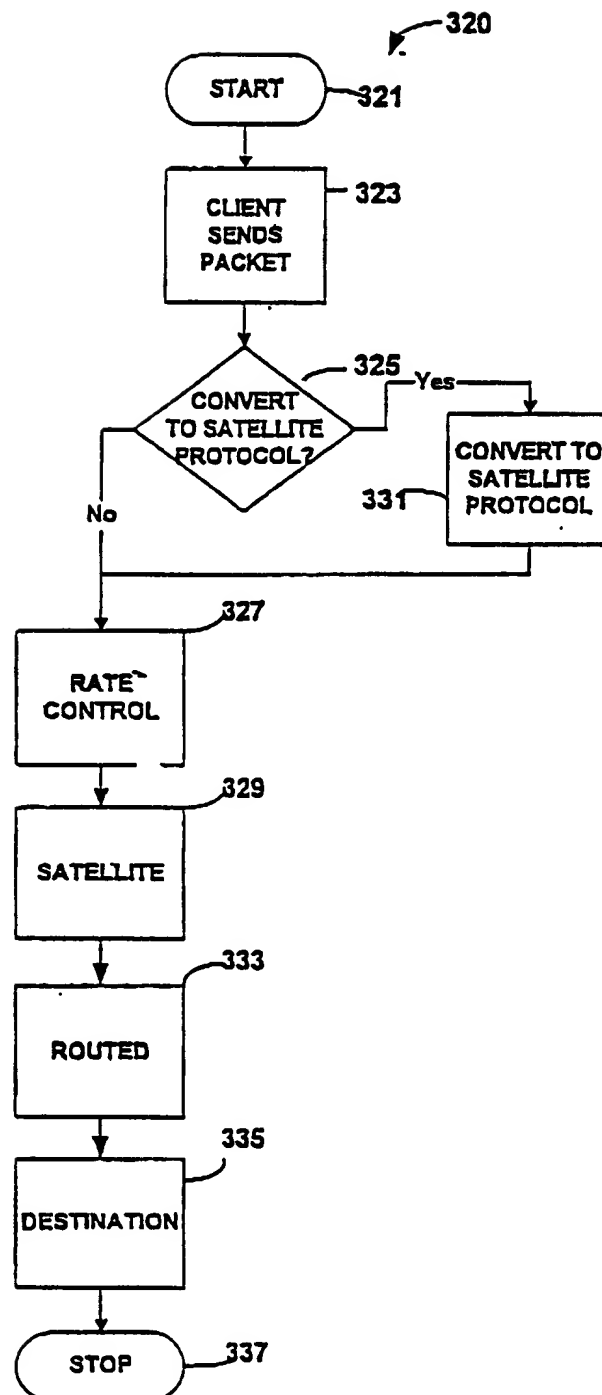 320
START
321
323
CLIENT
SENDS
PACKET
325
Yes
CONVERT
TO SATELLITE
PROTOCOL?
CONVERT TO
SATELLITE
PROTOCOL
331
No
327
RATE
CONTROL
329
SATELLITE
333
ROUTED
335
DESTINATION
STOP
337